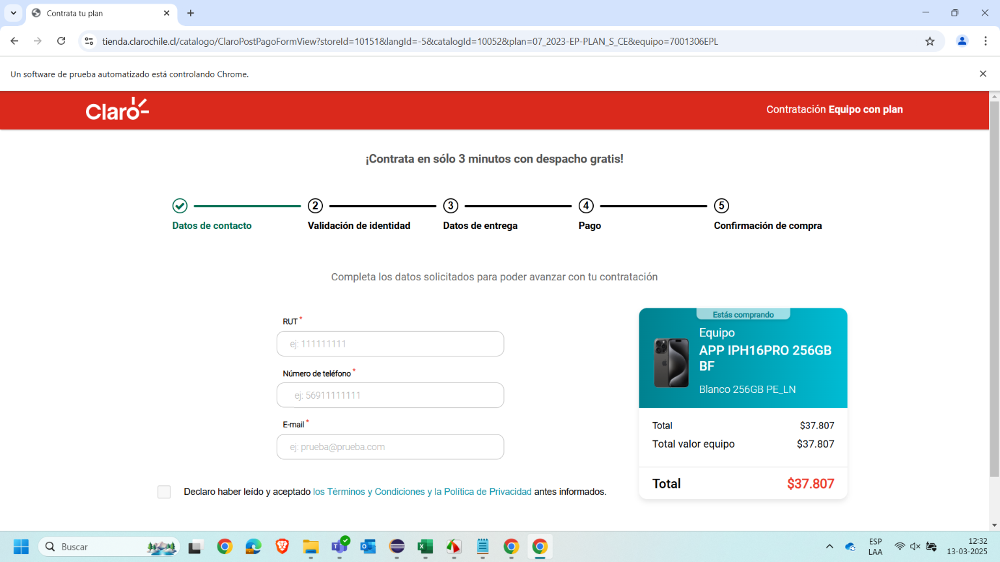 Contrata tu plan
tienda.clarochile.cl/catalogo/ClaroPostPagoFormView?storeId=10151&langId=-5&catalogId=10052&plan=07_2023-EP-PLAN_S_CE&equipo=7001306EPL
Un software de prueba automatizado está controlando Chrome.
Claro
Contratación Equipo con plan
¡Contrata en sólo 3 minutos con despacho gratis!
2 3 4 5
Datos de contacto Validación de identidad Datos de entrega Pago Confirmación de compra
Completa los datos solicitados para poder avanzar con tu contratación
RUT *
ej: 111111111
Número de teléfono *
ej: 56911111111
E-mail *
ej: prueba@prueba.com
Declaro haber leído y aceptado los Términos y Condiciones y la Política de Privacidad antes informados.
Estás comprando
Equipo
APP IPH16PRO 256GB
BF
Blanco 256GB PE_LN
Total $37.807
Total valor equipo $37.807
Total $37.807
Buscar
ESP
LAA
12:32
13-03-2025